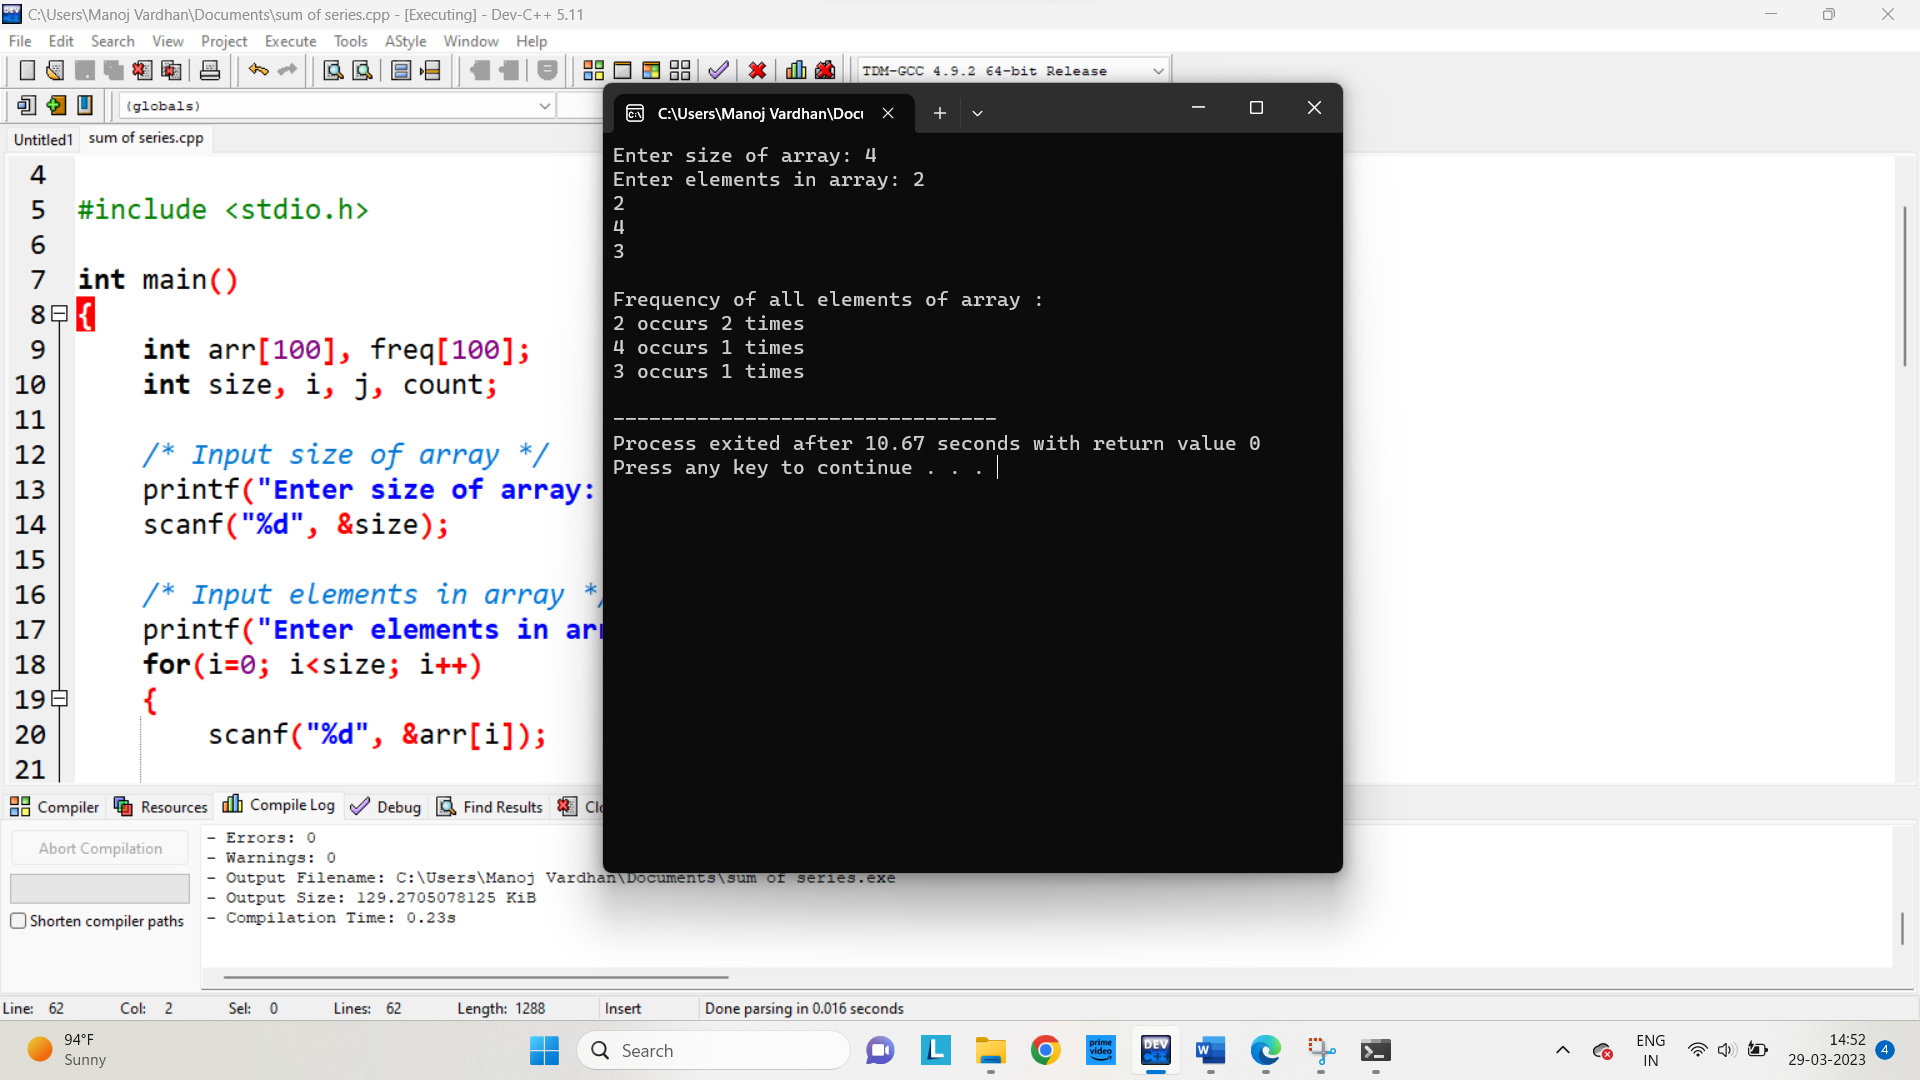 C:\Users\Manoj Vardhan\Documents\sum of series.cpp - [Executing] - Dev-C++ 5.11
File Edit Search View Project Execute Tools AStyle Window Help
TDM-GCC 4.9.2 64-bit Release
(globals)
Untitled1 sum of series.cpp
4
5 #include <stdio.h>
6
7 int main()
8 {
9 int arr[100], freq[100];
10 int size, i, j, count;
11
12 /* Input size of array */
13 printf("Enter size of array:
14 scanf("%d", &size);
15
16 /* Input elements in array *
17 printf("Enter elements in arr
18 for(i=0; i<size; i++)
19 {
20 scanf("%d", &arr[i]);
21
C:\Users\Manoj Vardhan\Docu
Enter size of array: 4
Enter elements in array: 2
2
4
3
Frequency of all elements of array :
2 occurs 2 times
4 occurs 1 times
3 occurs 1 times
--------------------------------
Process exited after 10.67 seconds with return value 0
Press any key to continue . . .
Compiler Resources Compile Log Debug Find Results Clo
Abort Compilation
Shorten compiler paths
- Errors: 0
- Warnings: 0
- Output Filename: C:\Users\Manoj Vardhan\Documents\sum of series.exe
- Output Size: 129.2705078125 KiB
- Compilation Time: 0.23s
Line: 62 Col: 2 Sel: 0 Lines: 62 Length: 1288 Insert Done parsing in 0.016 seconds
94°F
Sunny
Search
L
prime video
DEV C++
W
ENG
IN
14:52
29-03-2023
4